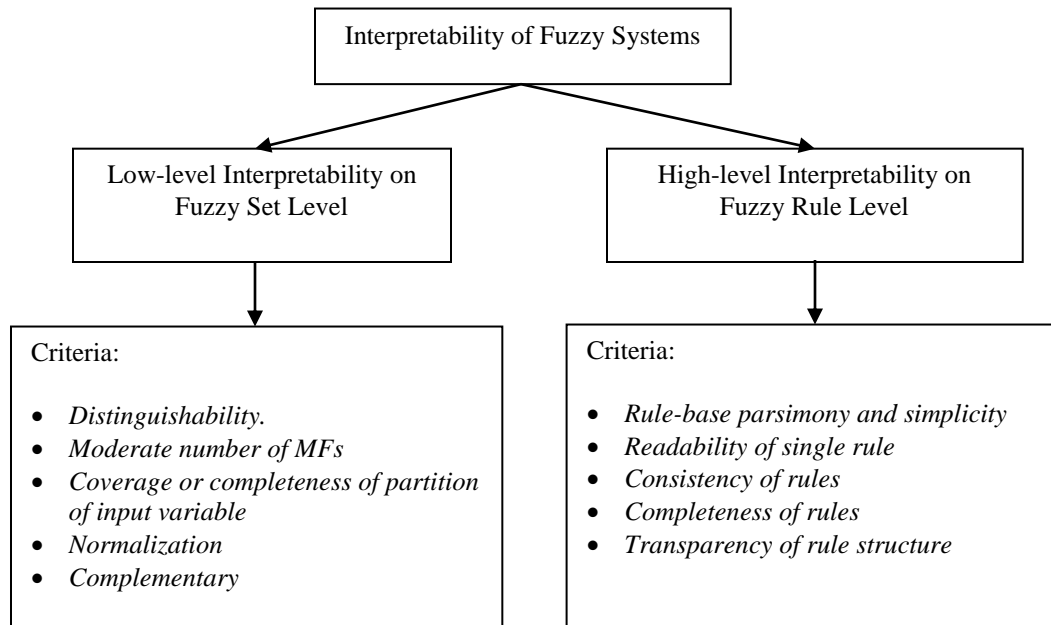 Interpretability of Fuzzy Systems
Low-level Interpretability on
Fuzzy Set Level
High-level Interpretability on
Fuzzy Rule Level
Criteria:
• Distinguishability.
• Moderate number of MFs
• Coverage or completeness of partition
of input variable
• Normalization
• Complementary
Criteria:
• Rule-base parsimony and simplicity
• Readability of single rule
• Consistency of rules
• Completeness of rules
• Transparency of rule structure